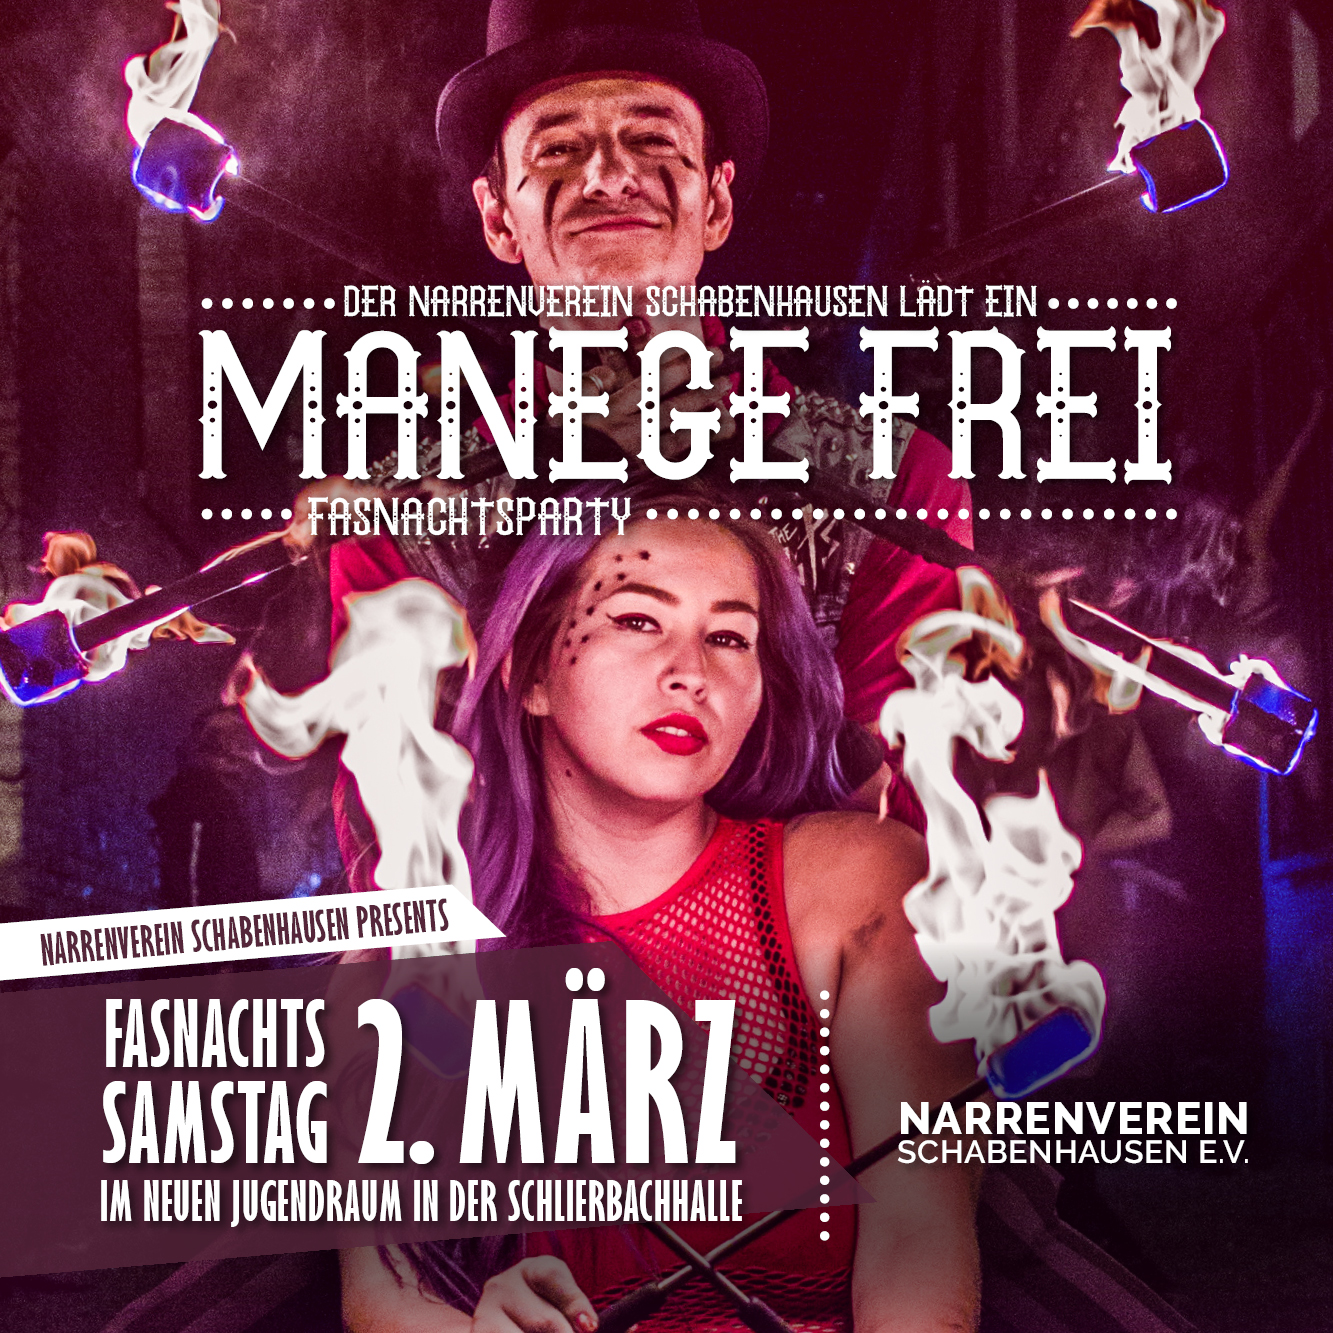 DER NARRENVEREIN SCHABENHAUSEN LÄDT EIN
MANEGE FREI
FASNACHTSPARTY
THE
NARRENVEREIN SCHABENHAUSEN PRESENTS
FASNACHTS
SAMSTAG
2. MÄRZ
IM NEUEN JUGENDRAUM IN DER SCHLIERBACHHALLE
NARRENVEREIN
SCHABENHAUSEN E.V.